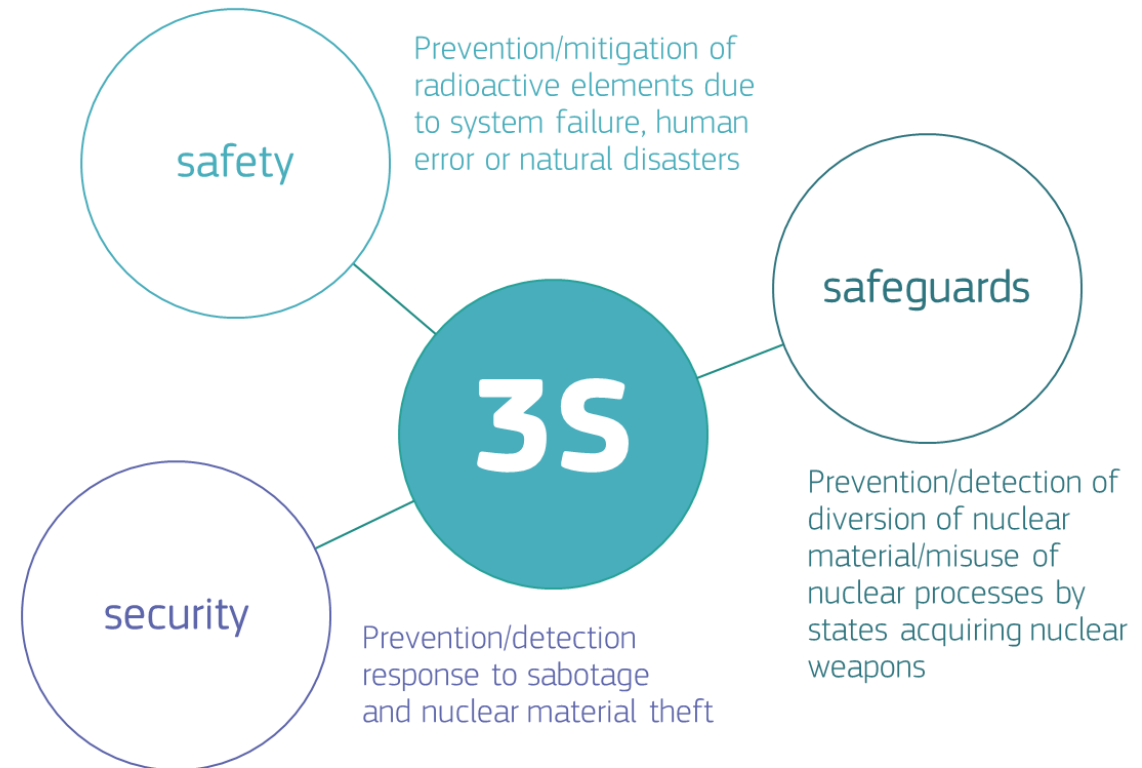 safety
Prevention/mitigation of
radioactive elements due
to system failure, human
error or natural disasters
safeguards
3S
Prevention/detection of
diversion of nuclear
material/misuse of
nuclear processes by
states acquiring nuclear
weapons
security
Prevention/detection
response to sabotage
and nuclear material theft